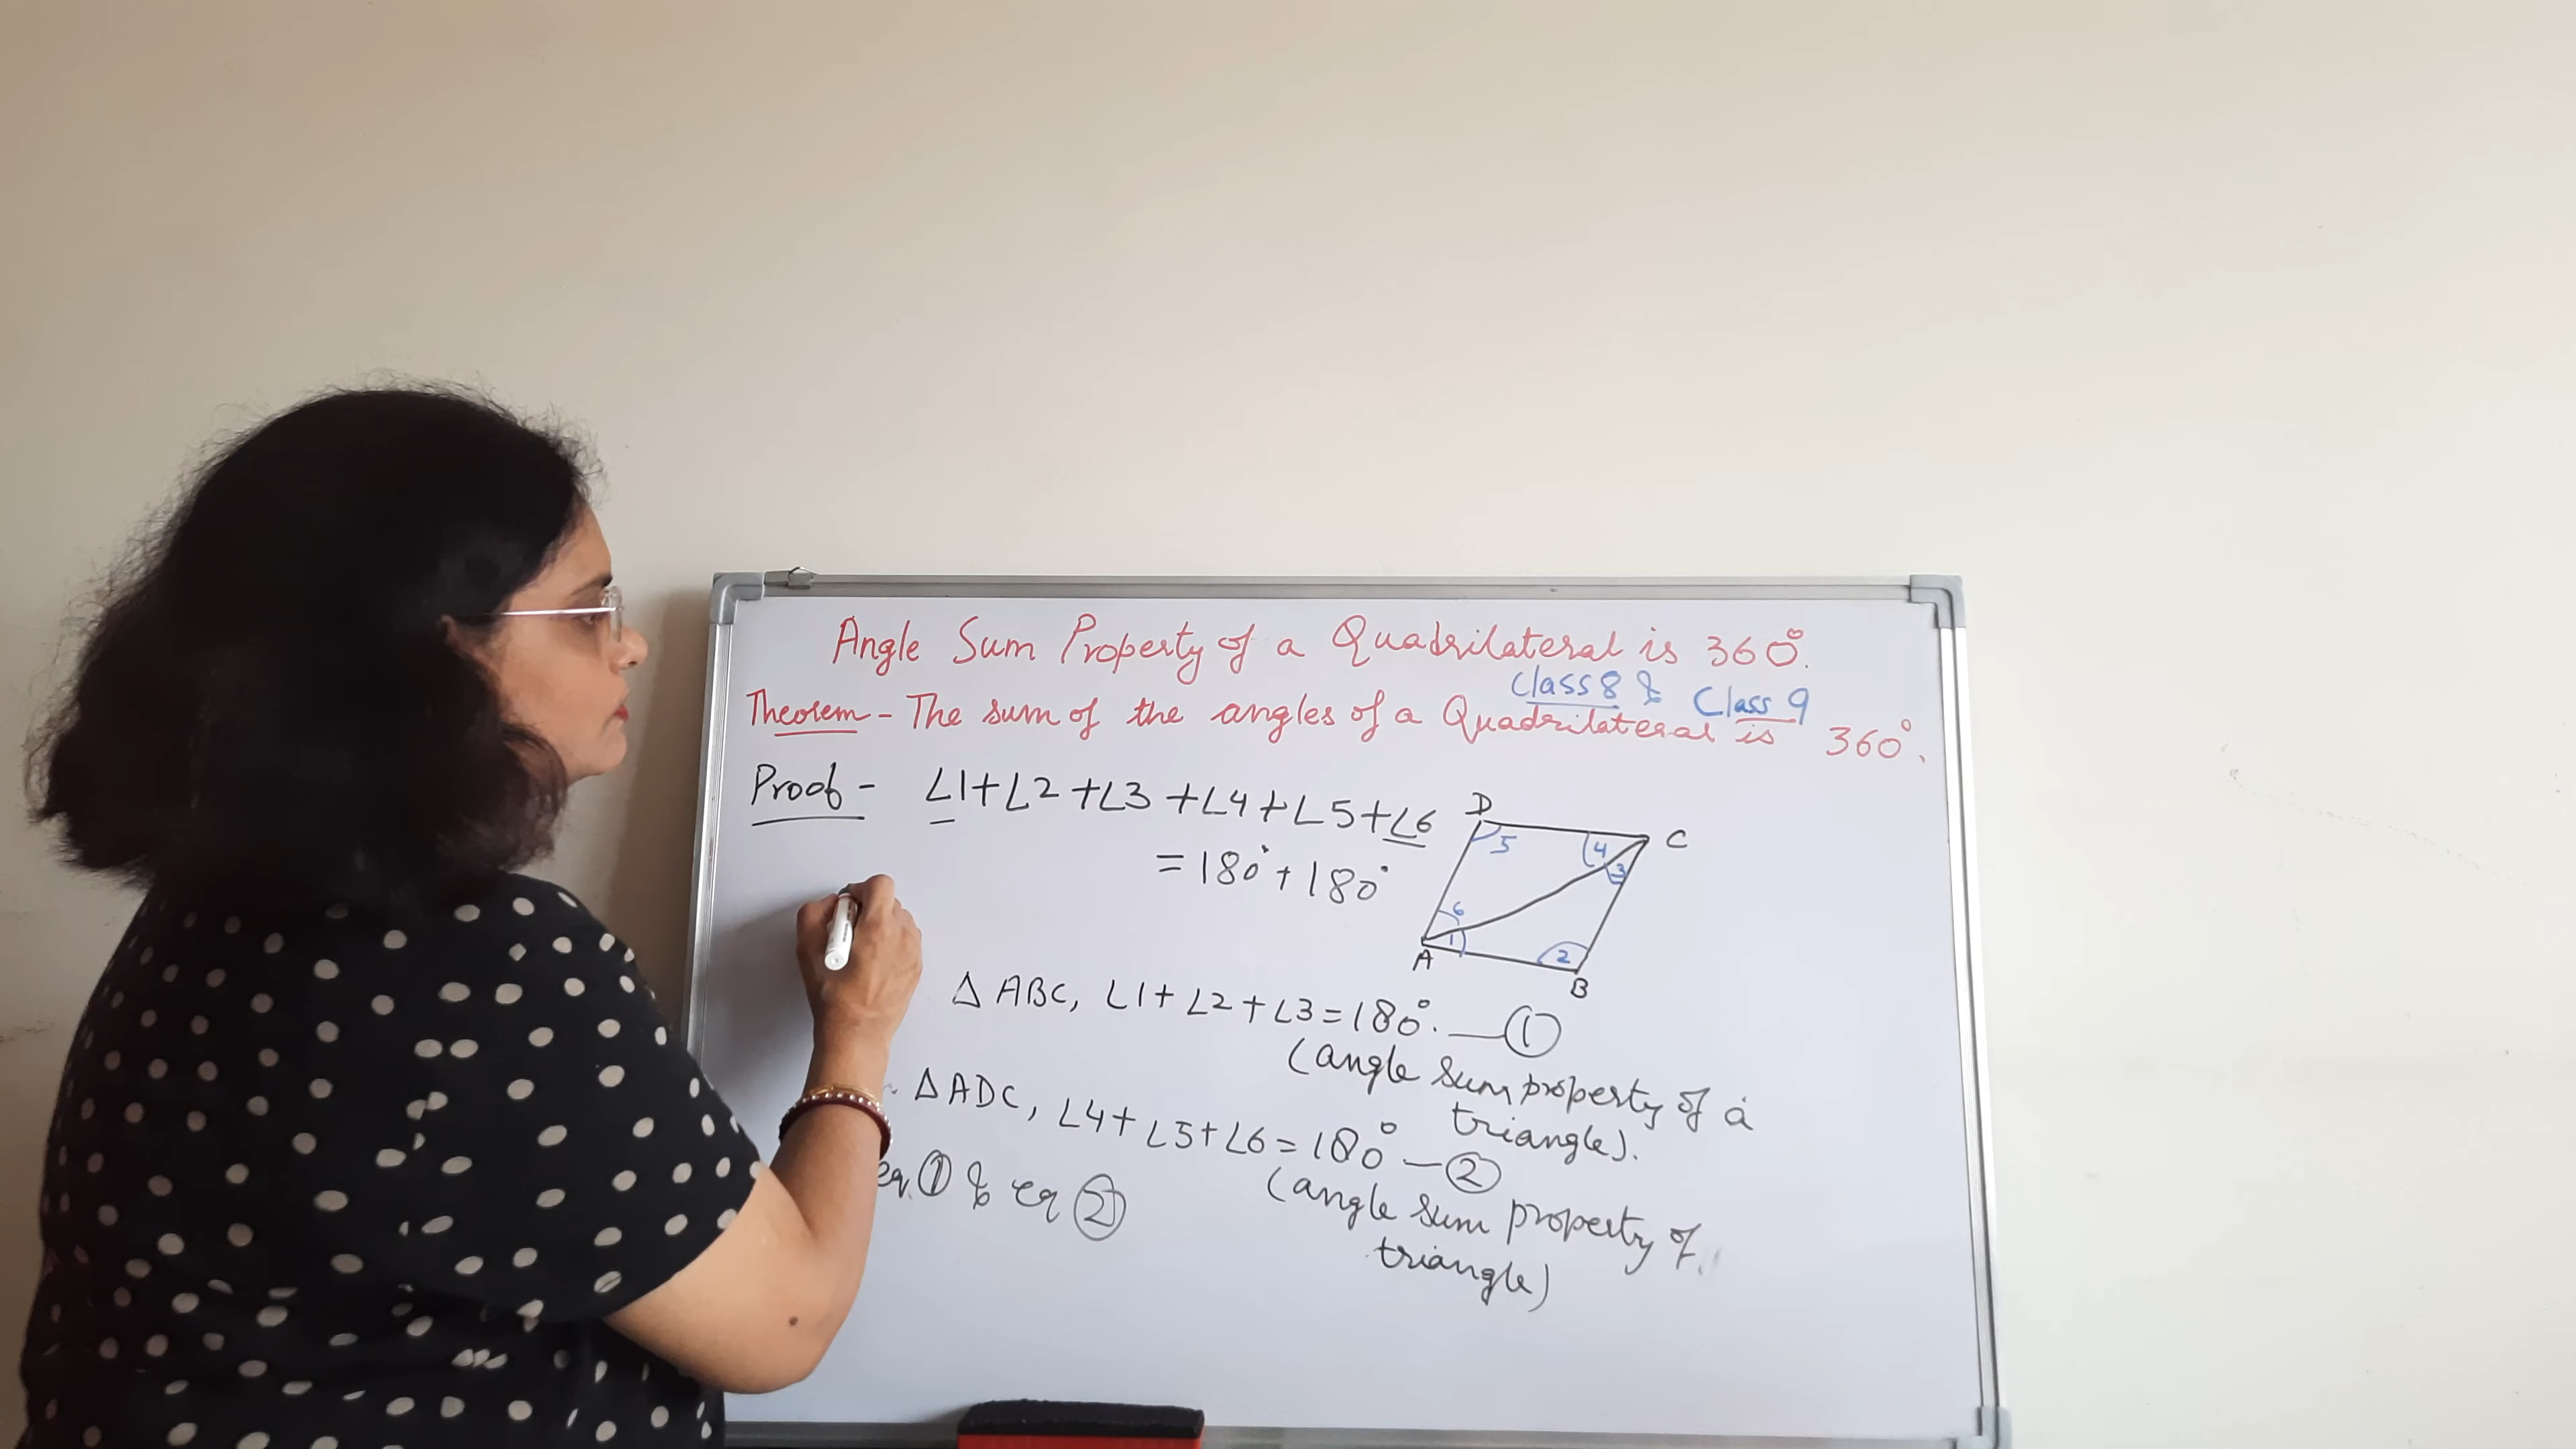 Angle Sum Property of a Quadrilateral is 360°.
Class 8 & Class 9
Theorem - The sum of the angles of a Quadrilateral is 360°.
Proof - ∠1+∠2+∠3+∠4+∠5+∠6
= 180° + 180°
D
C
5
4
3
6
1
2
A
B
Δ ABC, ∠1+∠2+∠3=180°. — ①
(angle sum property of a
triangle).
Δ ADC, ∠4+∠5+∠6=180° — ②
(angle sum property of
triangle)
eq. ① & eq ②